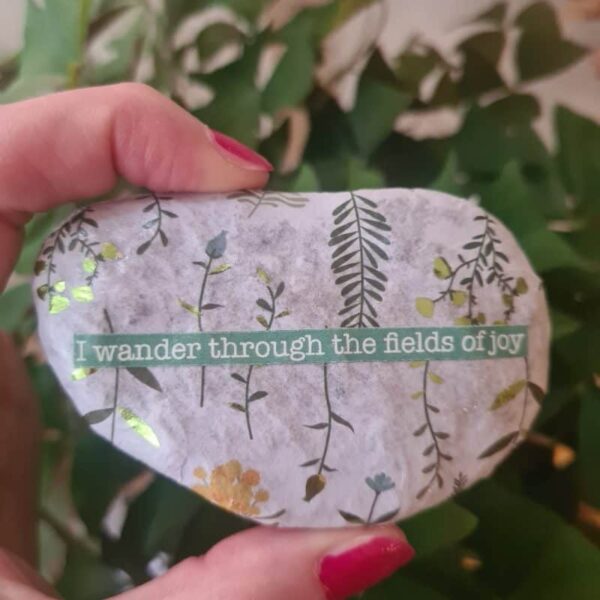 I wander through the fields of joy